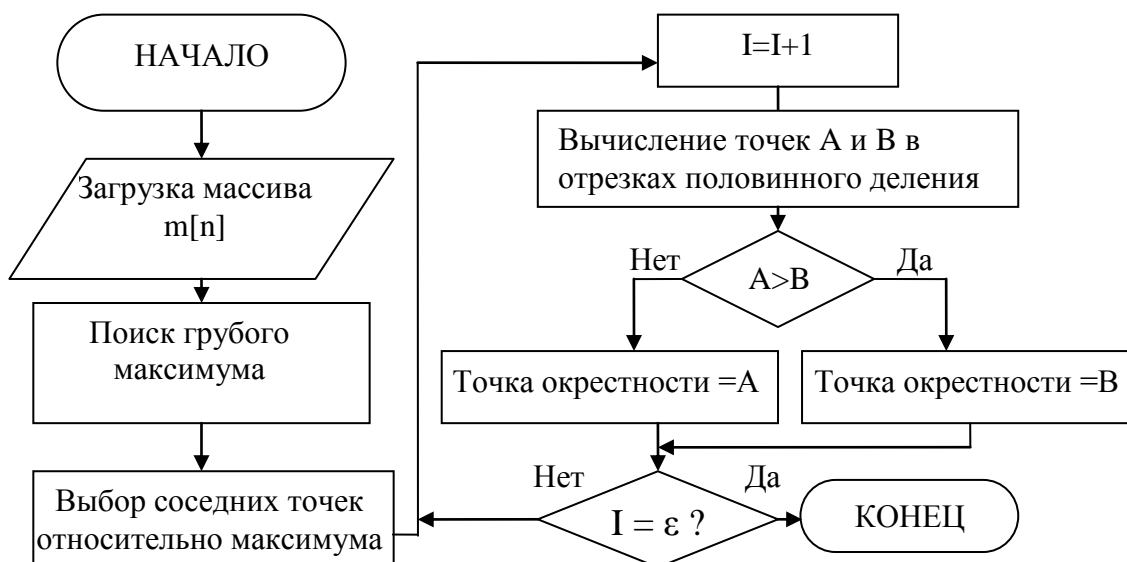 НАЧАЛО
Загрузка массива
m[n]
Поиск грубого
максимума
Выбор соседних точек
относительно максимума
I=I+1
Вычисление точек А и В в
отрезках половинного деления
Нет
A>B
Да
Точка окрестности =А
Точка окрестности =В
Нет
I = ε ?
Да
КОНЕЦ